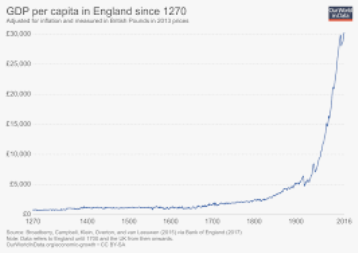 GDP per capita in England since 1270
Adjusted for inflation and measured in British Pounds in 2013 prices
Our World
in Data
£30,000
£25,000
£20,000
£15,000
£10,000
£5,000
£0
1270
1400
1500
1600
1700
1800
1900
2016
Source: Broadberry, Campbell, Klein, Overton, and van Leeuwen (2015) via Bank of England (2017)
Note: Data refers to England until 1700 and the UK from then onwards.
OurWorldInData.org/economic-growth • CC BY-SA